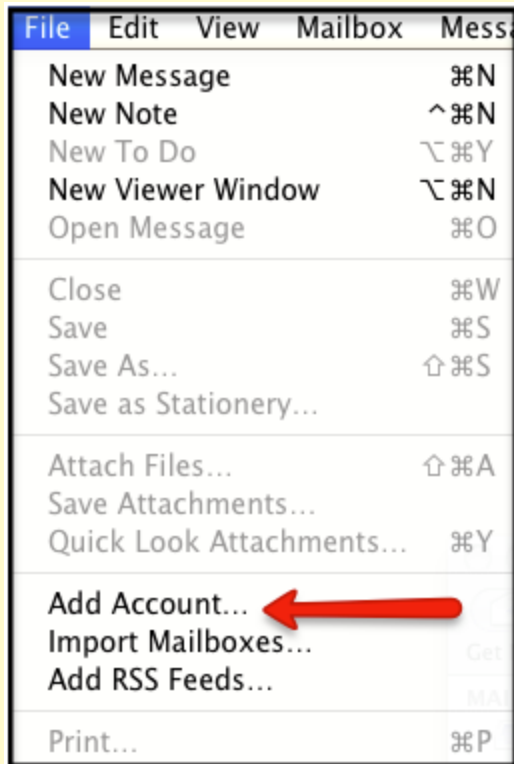 File Edit View Mailbox Messa
New Message ⌘N
New Note ^⌘N
New To Do ⌥⌘Y
New Viewer Window ⌥⌘N
Open Message ⌘O
Close ⌘W
Save ⌘S
Save As... ⇧⌘S
Save as Stationery...
Attach Files... ⇧⌘A
Save Attachments...
Quick Look Attachments... ⌘Y
Add Account...
Import Mailboxes...
Get
Add RSS Feeds...
MAI
Print... ⌘P